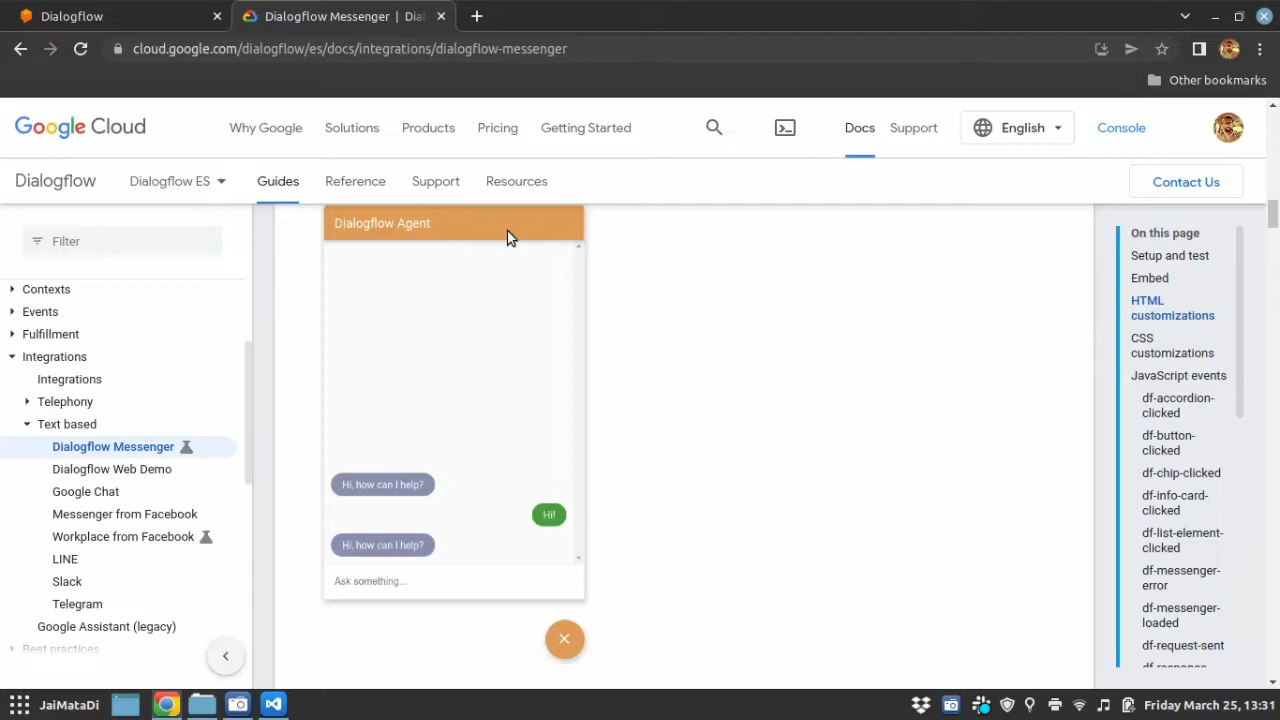 Dialogflow
Dialogflow Messenger | Dial
cloud.google.com/dialogflow/es/docs/integrations/dialogflow-messenger
Other bookmarks
Google Cloud
Why Google
Solutions
Products
Pricing
Getting Started
Docs
Support
English
Console
Dialogflow
Dialogflow ES
Guides
Reference
Support
Resources
Contact Us
Filter
Contexts
Events
Fulfillment
Integrations
Integrations
Telephony
Text based
Dialogflow Messenger
Dialogflow Web Demo
Google Chat
Messenger from Facebook
Workplace from Facebook
LINE
Slack
Telegram
Google Assistant (legacy)
Best practices
Dialogflow Agent
Hi, how can I help?
Hi!
Hi, how can I help?
Ask something...
On this page
Setup and test
Embed
HTML
customizations
CSS
customizations
JavaScript events
df-accordion-
clicked
df-button-
clicked
df-chip-clicked
df-info-card-
clicked
df-list-element-
clicked
df-messenger-
error
df-messenger-
loaded
df-request-sent
df-response-
JaiMataDi
Friday March 25, 13:31